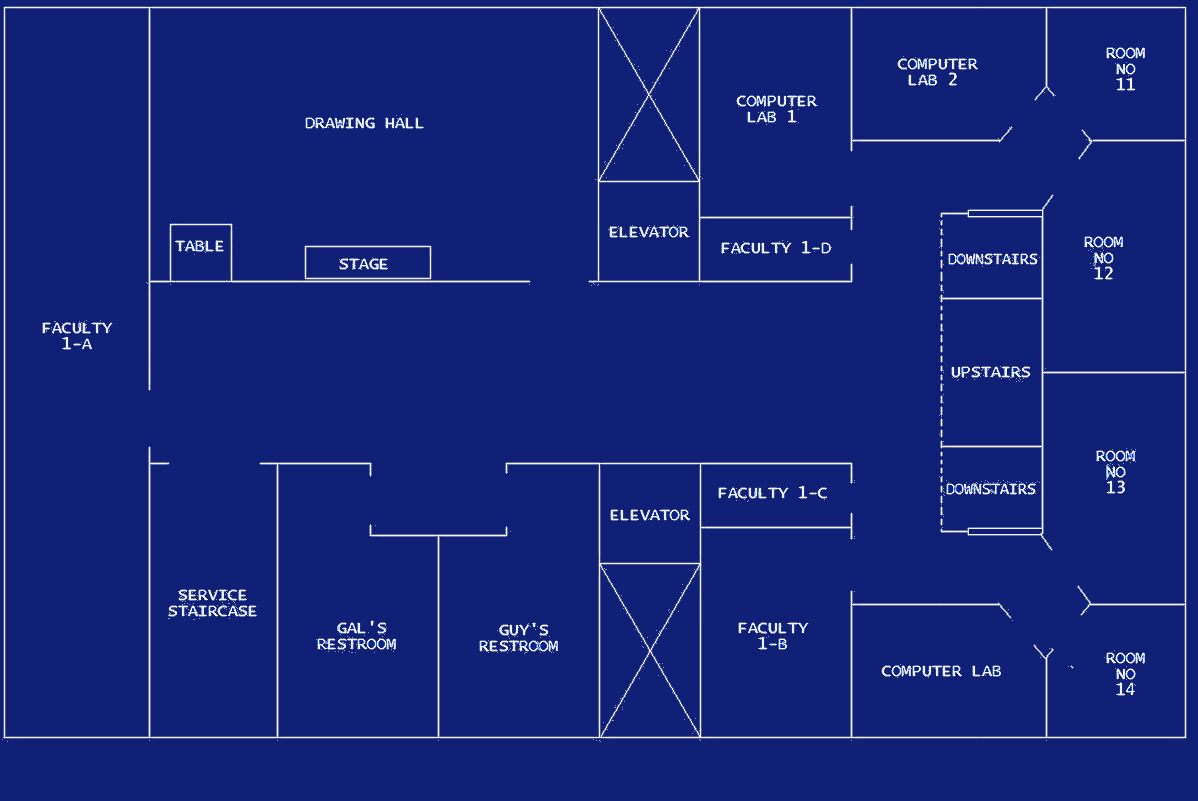 COMPUTER
LAB 2
ROOM
NO
11
COMPUTER
LAB 1
DRAWING HALL
ELEVATOR
TABLE
STAGE
FACULTY 1-D
DOWNSTAIRS
ROOM
NO
12
FACULTY
1-A
UPSTAIRS
ROOM
NO
13
FACULTY 1-C
DOWNSTAIRS
ELEVATOR
SERVICE
STAIRCASE
GAL'S
RESTROOM
GUY'S
RESTROOM
FACULTY
1-B
COMPUTER LAB
ROOM
NO
14